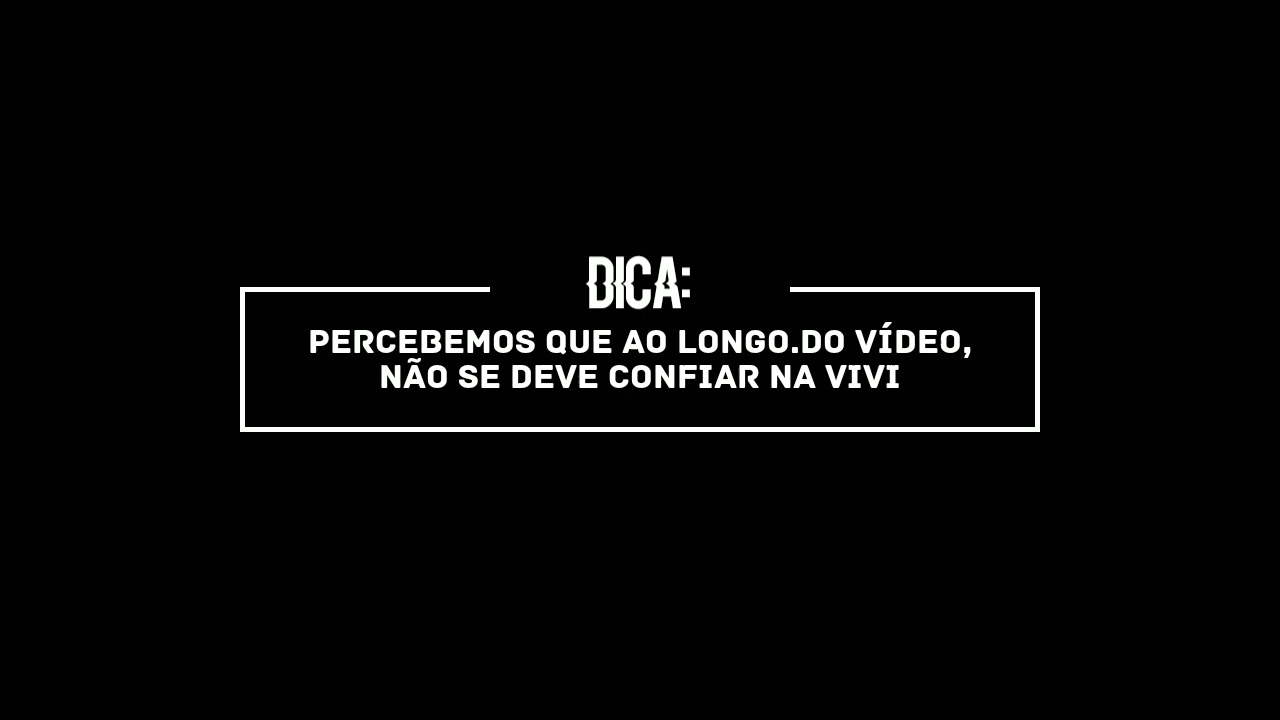 DICA:
PERCEBEMOS QUE AO LONGO.DO VÍDEO,
NÃO SE DEVE CONFIAR NA VIVI